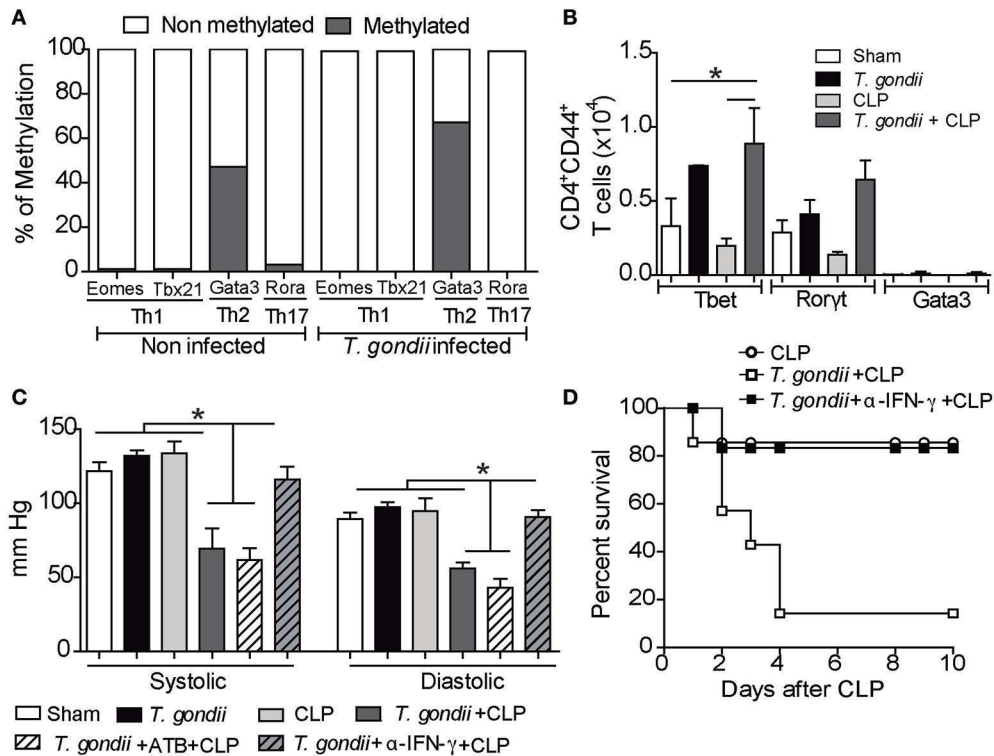 A
Non methylated Methylated
% of Methylation
100
80
60
40
20
0
Eomes Tbx21 Gata3 Rora Eomes Tbx21 Gata3 Rora
Th1 Th2 Th17 Th1 Th2 Th17
Non infected T. gondii infected
B
CD4+CD44+
T cells (x10⁴)
1.5
1.0
0.5
0.0
*
Sham
T. gondii
CLP
T. gondii + CLP
Tbet Rorγt Gata3
C
mm Hg
150
100
50
0
* *
Systolic Diastolic
Sham T. gondii CLP T. gondii +CLP
T. gondii +ATB+CLP T. gondii+ α-IFN-γ+CLP
CLP
T. gondii +CLP
T. gondii+α-IFN-γ +CLP
D
Percent survival
100
80
60
40
20
0
0 2 4 6 8 10
Days after CLP